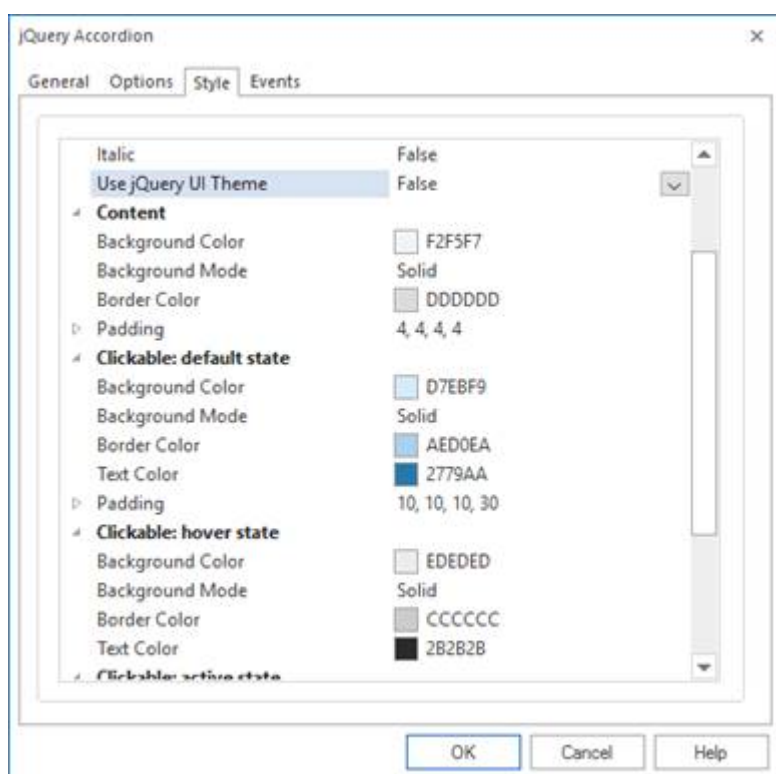 jQuery Accordion
General Options Style Events
Italic False
Use jQuery UI Theme False
Content
Background Color F2F5F7
Background Mode Solid
Border Color DDDDDD
Padding 4, 4, 4, 4
Clickable: default state
Background Color D7EBF9
Background Mode Solid
Border Color AED0EA
Text Color 2779AA
Padding 10, 10, 10, 30
Clickable: hover state
Background Color EDEDED
Background Mode Solid
Border Color CCCCCC
Text Color 2B2B2B
Clickable: active state
OK Cancel Help